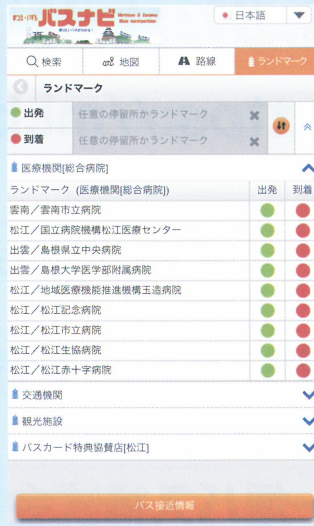 まつえ・いずも バスナビ Matsue & Izumo Bus navigation
日本語
検索 地図 路線 ランドマーク
ランドマーク
出発 任意の停留所かランドマーク
到着 任意の停留所かランドマーク
医療機関[総合病院]
ランドマーク (医療機関[総合病院]) 出発 到着
雲南／雲南市立病院
松江／国立病院機構松江医療センター
出雲／島根県立中央病院
出雲／島根大学医学部附属病院
松江／地域医療機能推進機構玉造病院
松江／松江記念病院
松江／松江市立病院
松江／松江生協病院
松江／松江赤十字病院
交通機関
観光施設
バスカード特典協賛店[松江]
バス接近情報